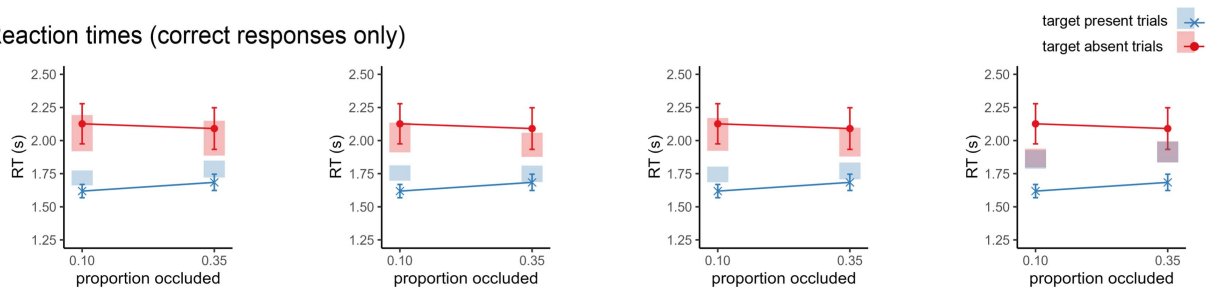 target present trials
eaction times (correct responses only)
target absent trials
2.50 2.50 2.50 2.50
2.25 2.25 2.25 2.25
2.00 2.00 2.00 2.00
RT (s) RT (s) RT (s) RT (s)
1.75 1.75 1.75 1.75
1.50 1.50 1.50 1.50
1.25 1.25 1.25 1.25
0.10 0.35 0.10 0.35 0.10 0.35 0.10 0.35
proportion occluded proportion occluded proportion occluded proportion occluded